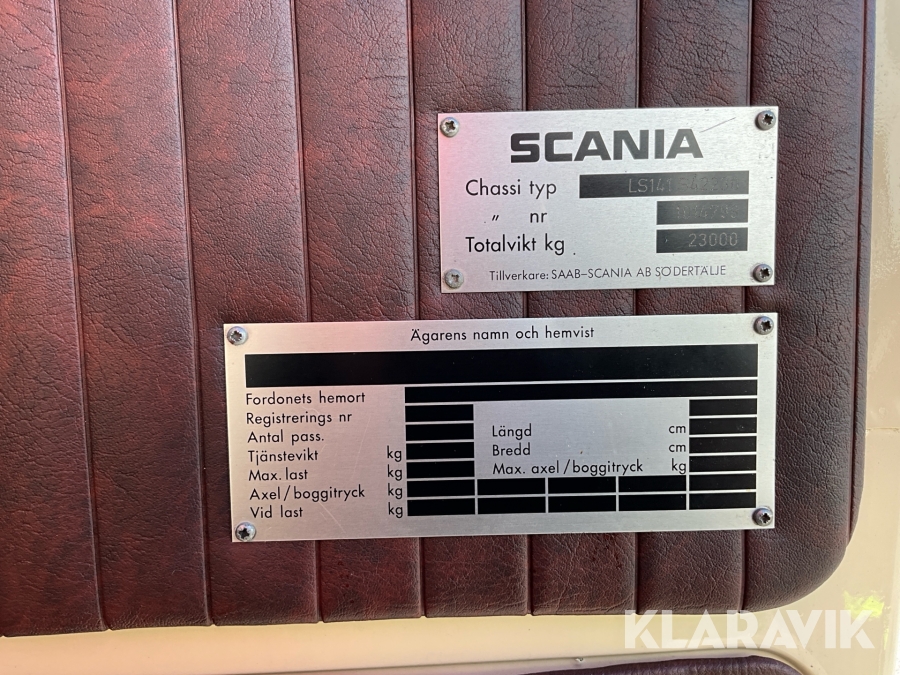 SCANIA
Chassi typ
„ nr
Totalvikt kg 23000
Tillverkare: SAAB-SCANIA AB SÖDERTÄLJE
Ägarens namn och hemvist
Fordonets hemort
Registrerings nr
Antal pass.
Tjänstevikt kg
Max. last kg
Axel/boggitryck kg
Vid last kg
Längd cm
Bredd cm
Max. axel/boggitryck kg
KLARAVIK